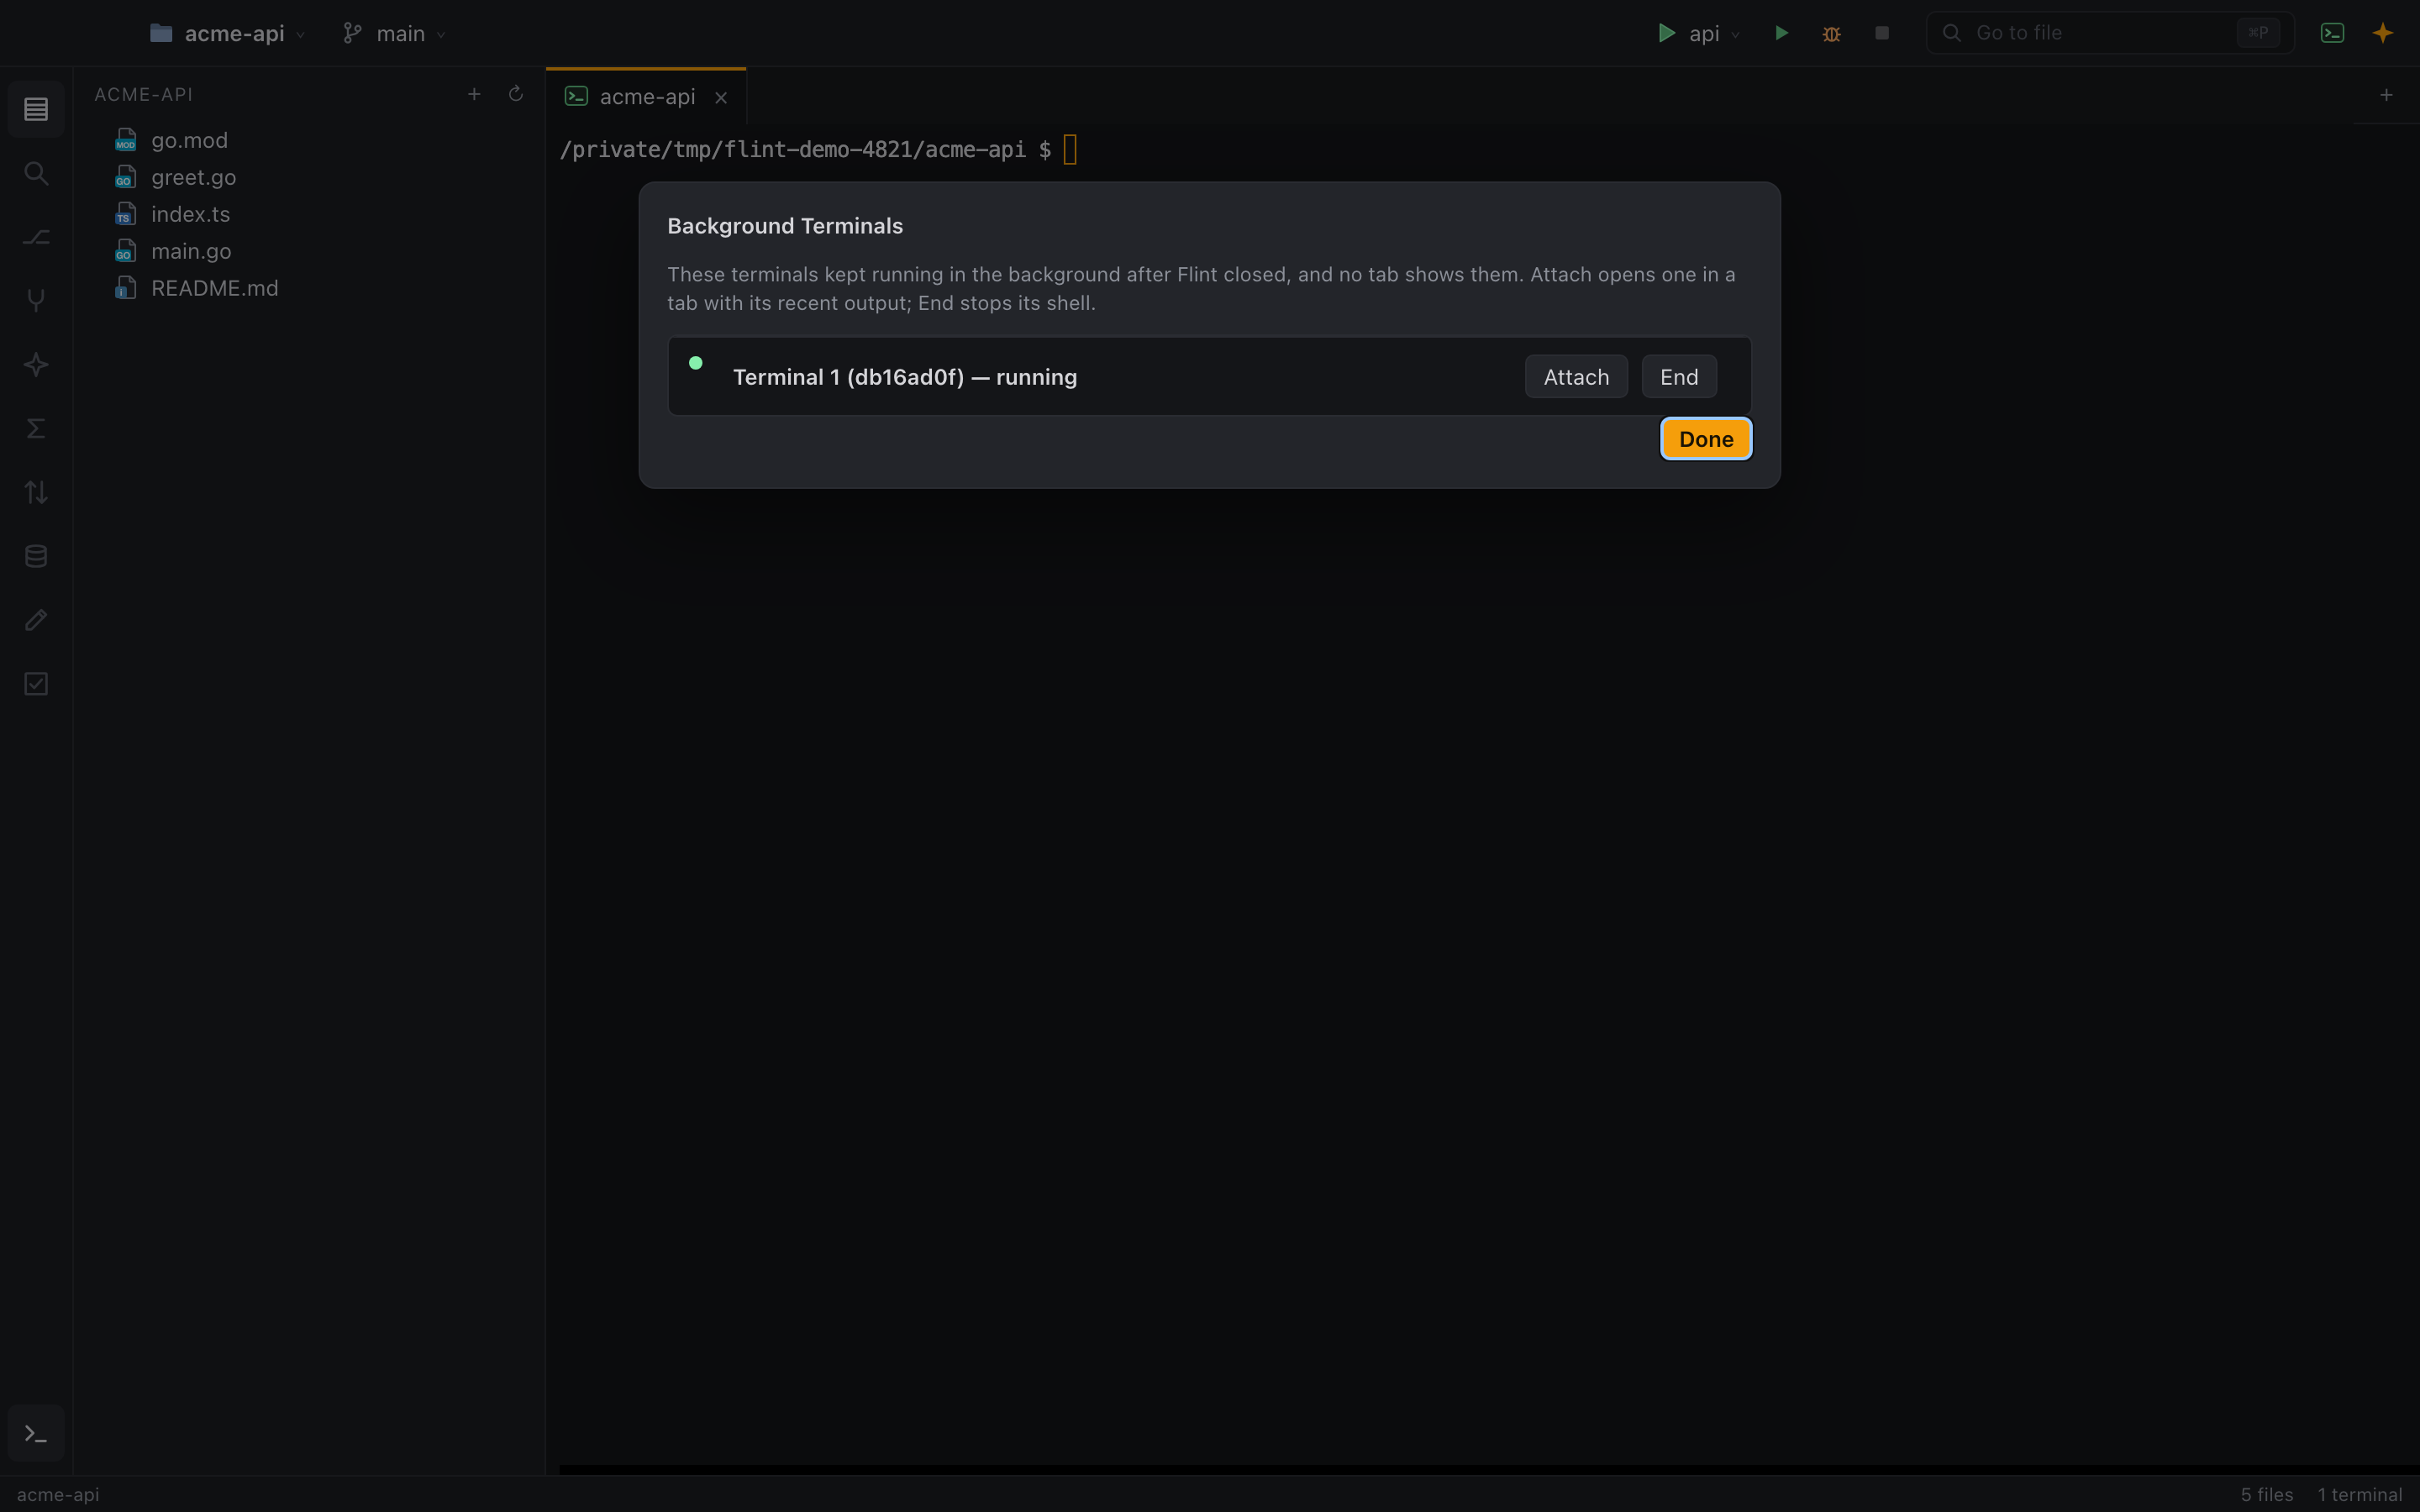 acme-api
main
api
Go to file
⌘P
ACME-API
go.mod
greet.go
index.ts
main.go
README.md
acme-api
/private/tmp/flint-demo-4821/acme-api $
Background Terminals
These terminals kept running in the background after Flint closed, and no tab shows them. Attach opens one in a
tab with its recent output; End stops its shell.
Terminal 1 (db16ad0f) — running
Attach
End
Done
acme-api
5 files
1 terminal